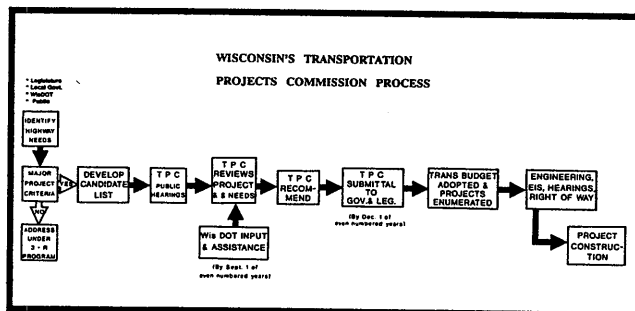 WISCONSIN'S TRANSPORTATION
PROJECTS COMMISSION PROCESS
* Legislature
* Local Govt.
* WisDOT
* Public
IDENTIFY
HIGHWAY
NEEDS
MAJOR
PROJECT
CRITERIA
YES
NO
ADDRESS
UNDER
3 - R
PROGRAM
DEVELOP
CANDIDATE
LIST
T P C
PUBLIC
HEARINGS
T P C
REVIEWS
PROJECT
& & NEEDS
Wis DOT INPUT
& ASSISTANCE
(By Sept. 1 of
even numbered years)
T P C
RECOM-
MEND
T P C
SUBMITTAL
TO
GOV.& LEG.
(By Dec. 1 of
even numbered years)
TRANS BUDGET
ADOPTED &
PROJECTS
ENUMERATED
ENGINEERING,
EIS, HEARINGS,
RIGHT OF WAY
PROJECT
CONSTRUC-
TION